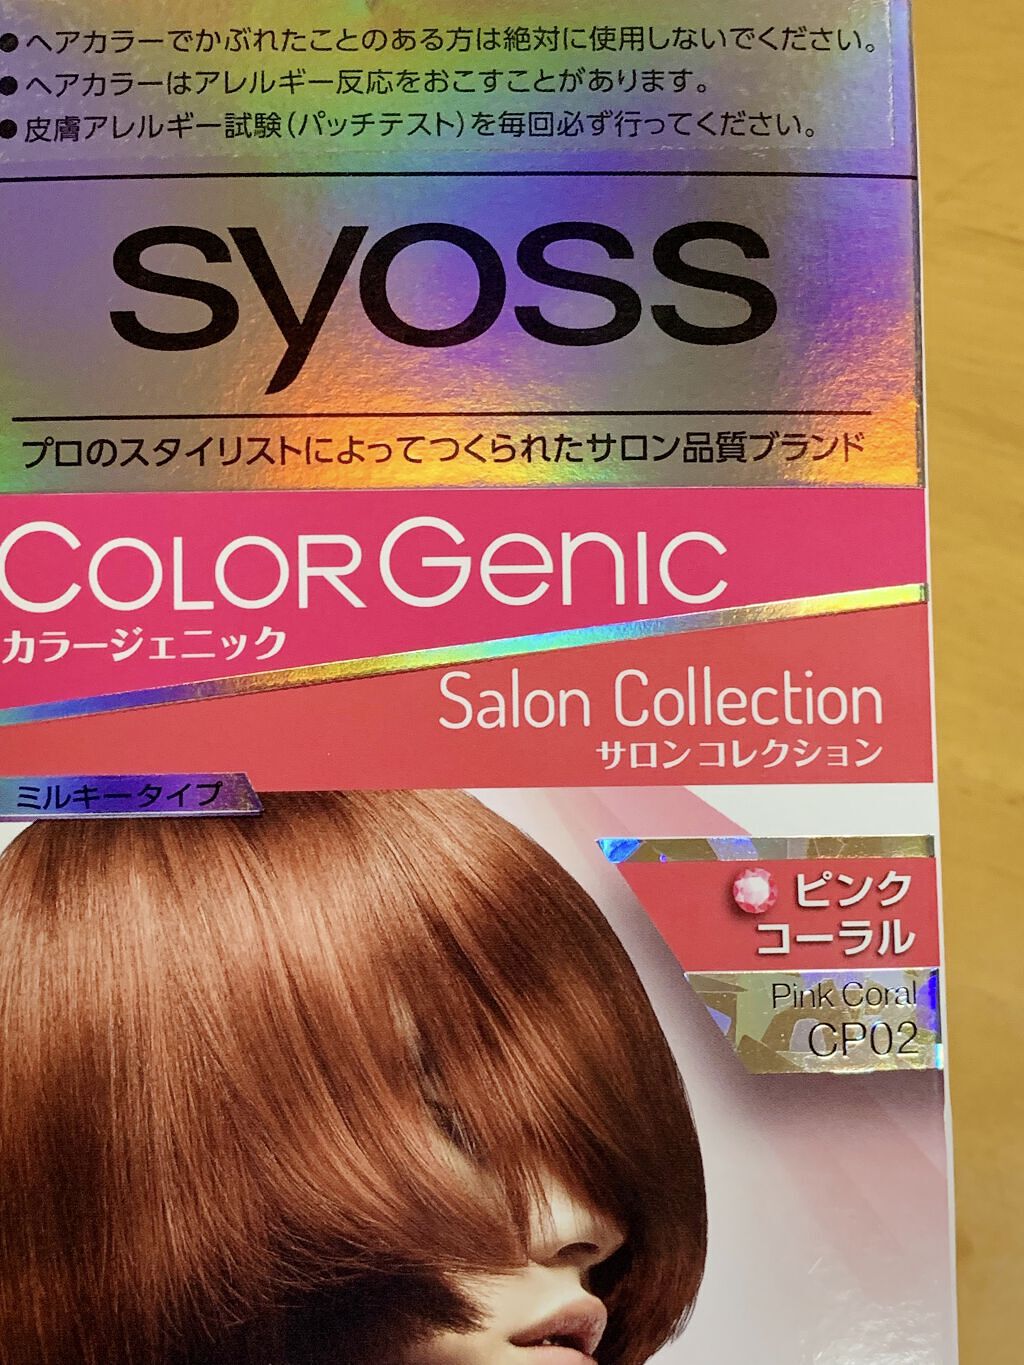 ●ヘアカラーでかぶれたことのある方は絶対に使用しないでください。
●ヘアカラーはアレルギー反応をおこすことがあります。
●皮膚アレルギー試験(パッチテスト)を毎回必ず行ってください。
syoss
プロのスタイリストによってつくられたサロン品質ブランド
COLORGenic
カラージェニック
Salon Collection
サロンコレクション
ミルキータイプ
ピンク
コーラル
Pink Coral
CP02